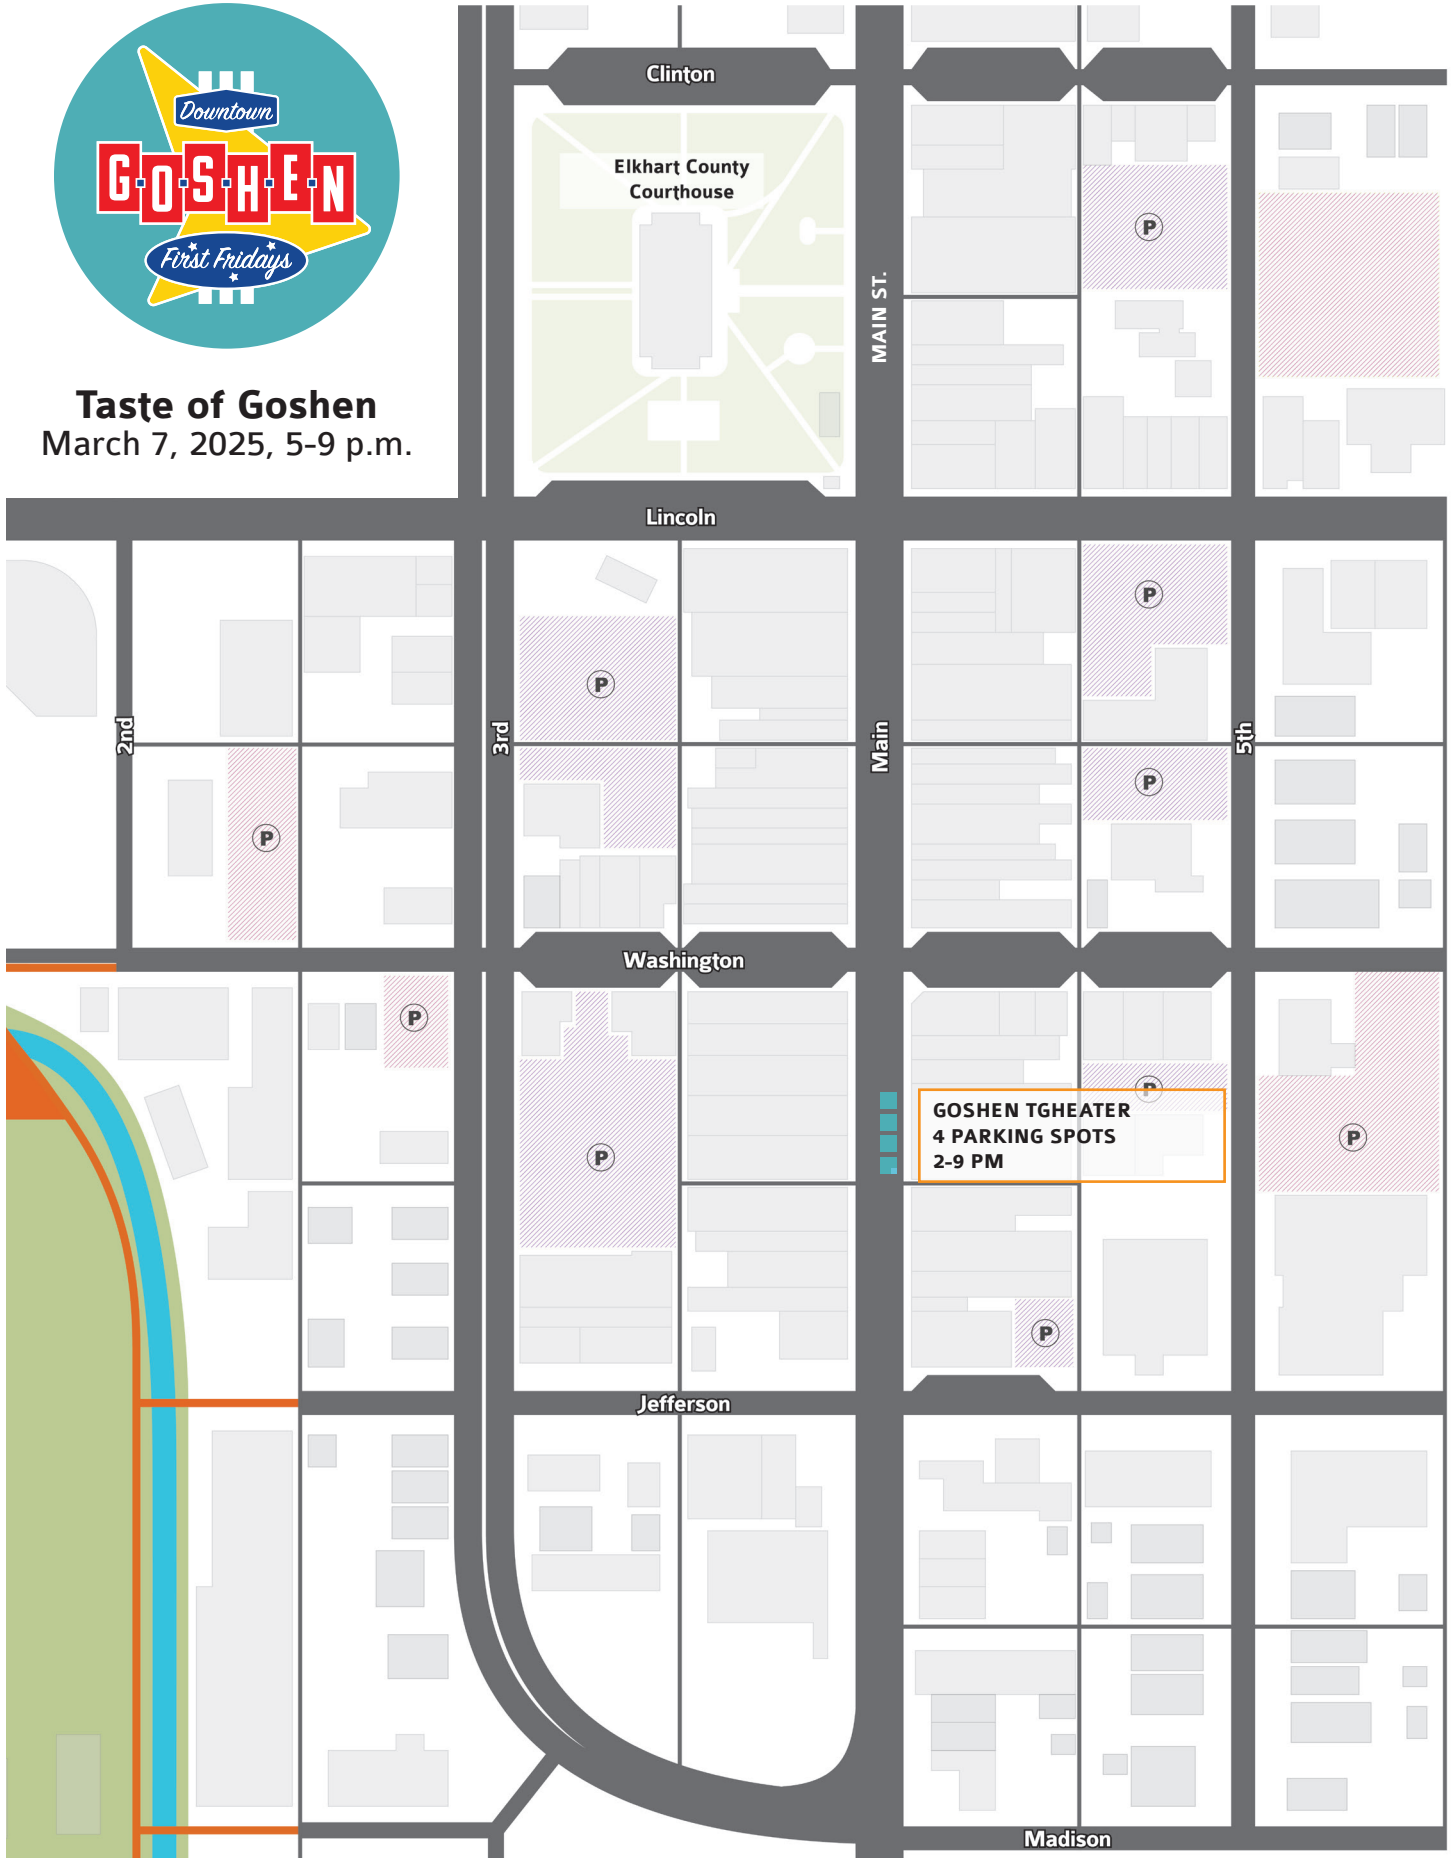 Downtown
GOSHEN
First Fridays
Taste of Goshen
March 7, 2025, 5-9 p.m.
Clinton
Elkhart County
Courthouse
P
MAIN ST.
Lincoln
P
P
2nd
3rd
Main
5th
P
P
Washington
P
P
GOSHEN TGHEATER
4 PARKING SPOTS
2-9 PM
P
P
P
Jefferson
Madison